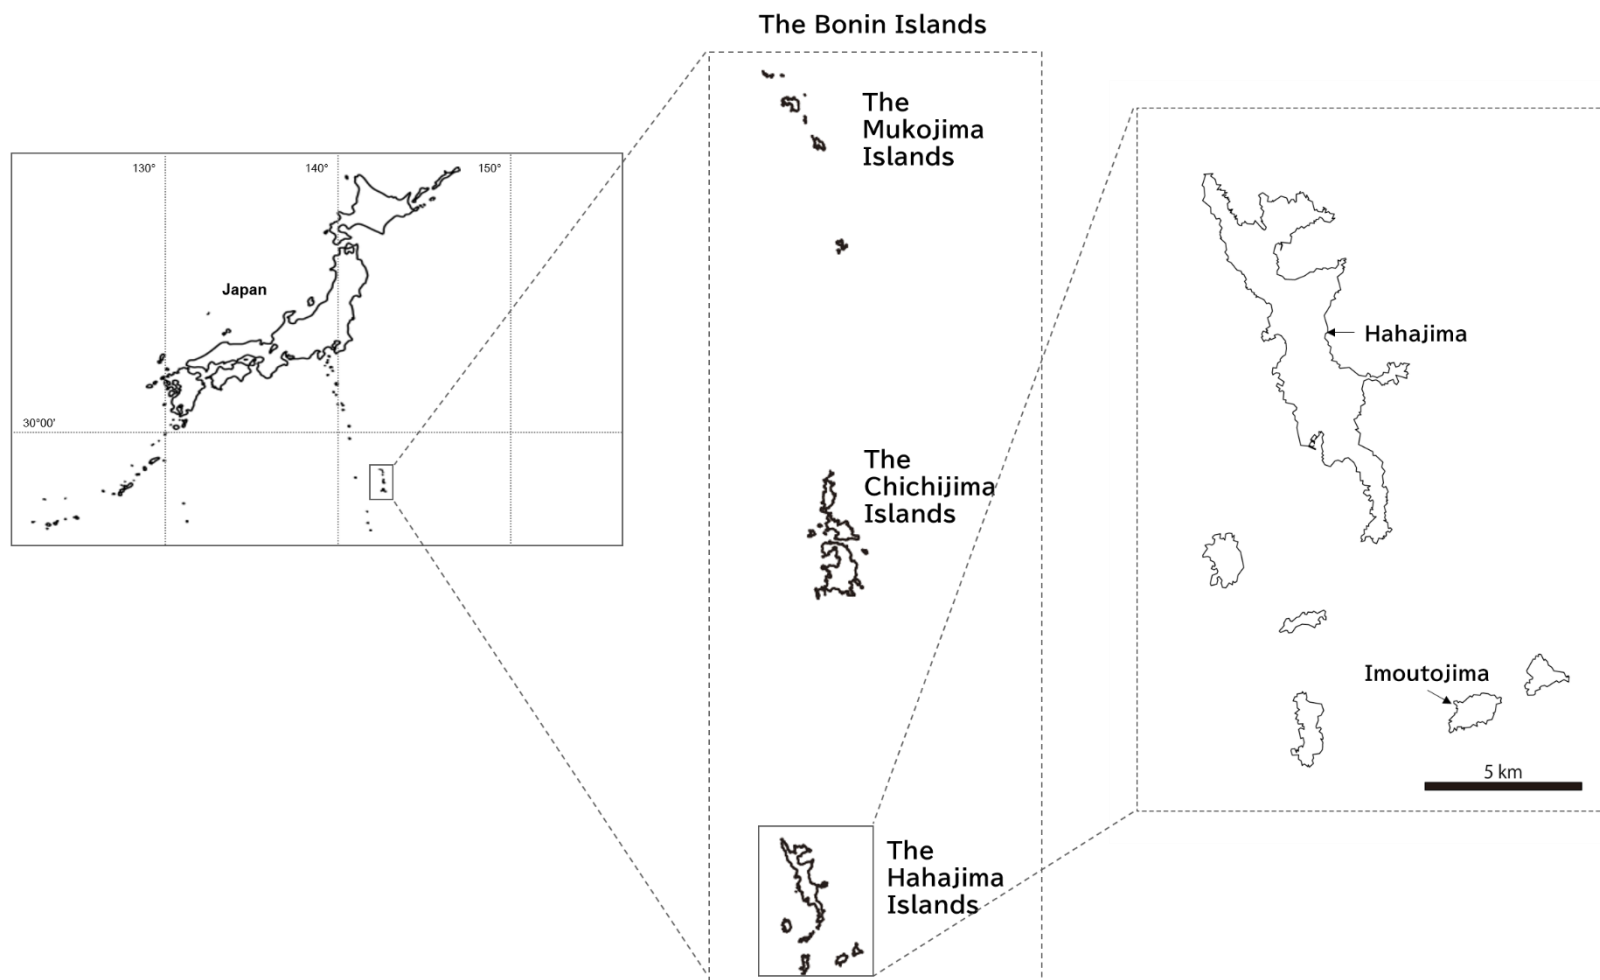 The Bonin Islands
130°
140°
150°
Japan
30°00'
The
Mukojima
Islands
The
Chichijima
Islands
The
Hahajima
Islands
Hahajima
Imoutojima
5 km